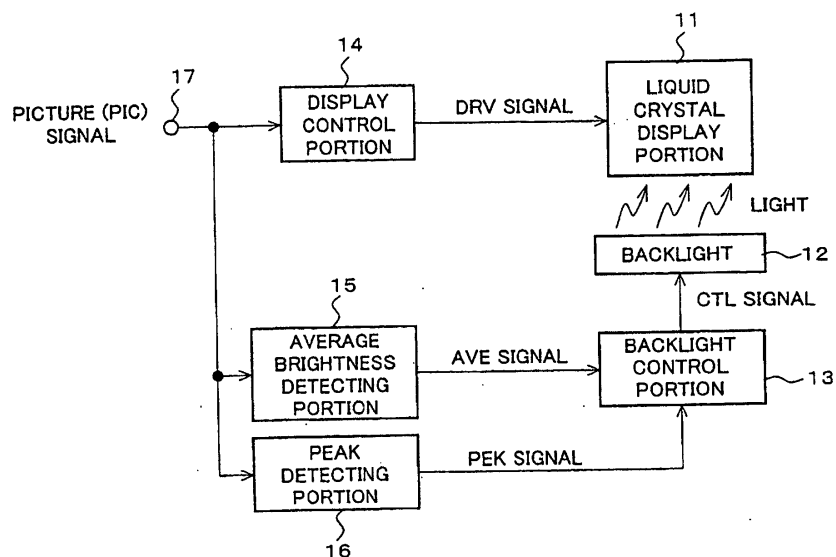 11
14
17
PICTURE (PIC)
SIGNAL
DISPLAY
CONTROL
PORTION
DRV SIGNAL
LIQUID
CRYSTAL
DISPLAY
PORTION
LIGHT
BACKLIGHT
12
CTL SIGNAL
15
AVERAGE
BRIGHTNESS
DETECTING
PORTION
AVE SIGNAL
BACKLIGHT
CONTROL
PORTION
13
PEAK
DETECTING
PORTION
PEK SIGNAL
16